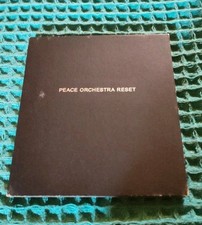 PEACE ORCHESTRA RESET